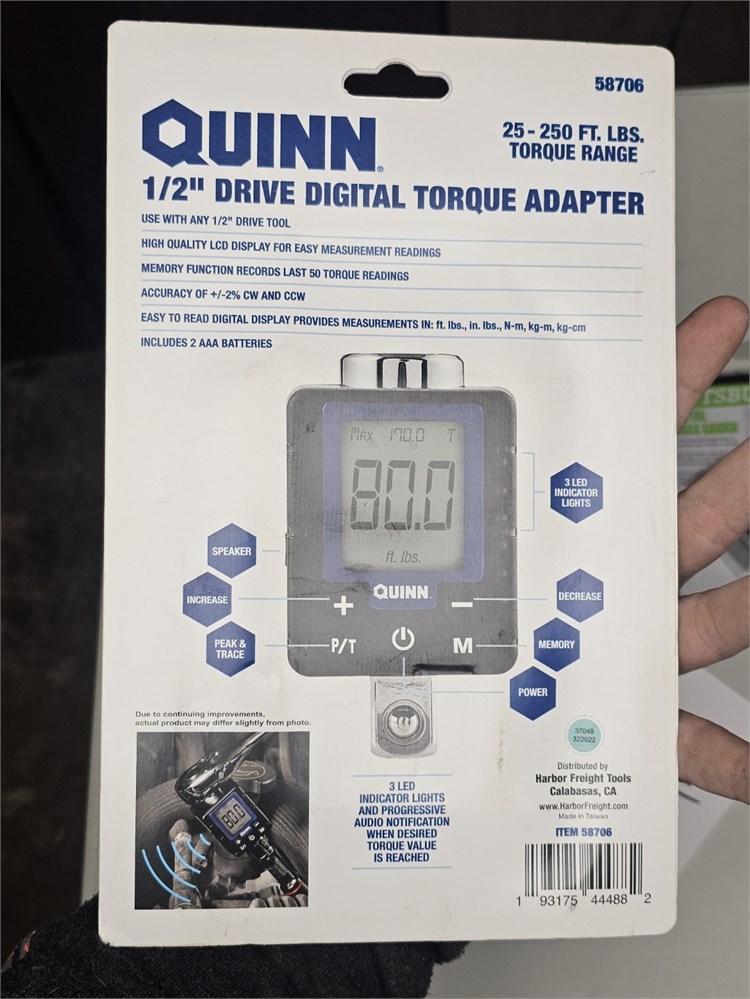 58706
QUINN®
25 - 250 FT. LBS.
TORQUE RANGE
1/2" DRIVE DIGITAL TORQUE ADAPTER
USE WITH ANY 1/2" DRIVE TOOL
HIGH QUALITY LCD DISPLAY FOR EASY MEASUREMENT READINGS
MEMORY FUNCTION RECORDS LAST 50 TORQUE READINGS
ACCURACY OF +/-2% CW AND CCW
EASY TO READ DIGITAL DISPLAY PROVIDES MEASUREMENTS IN: ft. lbs., in. lbs., N-m, kg-m, kg-cm
INCLUDES 2 AAA BATTERIES
MAX 170.0 T
80.0
ft. lbs.
QUINN
3 LED
INDICATOR
LIGHTS
SPEAKER
INCREASE
+
−
DECREASE
PEAK &
TRACE
P/T
M
MEMORY
POWER
Due to continuing improvements,
actual product may differ slightly from photo.
80.0
QUINN
3 LED
INDICATOR LIGHTS
AND PROGRESSIVE
AUDIO NOTIFICATION
WHEN DESIRED
TORQUE VALUE
IS REACHED
37048
322022
Distributed by
Harbor Freight Tools
Calabasas, CA
www.HarborFreight.com
Made in Taiwan
ITEM 58706
1 93175 44488 2